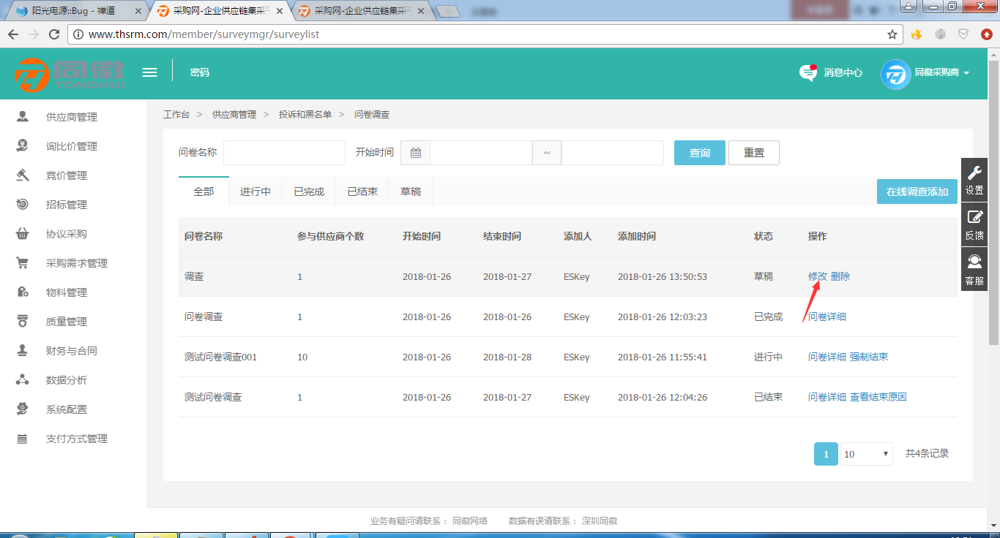 阳光电源::Bug - 禅道
采购网-企业供应链集采平
采购网-企业供应链集采平
www.thsrm.com/member/surveymgr/surveylist
同徽
TONGHUI
密码
消息中心
同徽采购商
供应商管理
询比价管理
竞价管理
招标管理
协议采购
采购需求管理
物料管理
质量管理
财务与合同
数据分析
系统配置
支付方式管理
工作台 > 供应商管理 > 投诉和黑名单 > 问卷调查
问卷名称 开始时间 ~ 查询 重置
全部 进行中 已完成 已结束 草稿 在线调查添加
问卷名称 参与供应商个数 开始时间 结束时间 添加人 添加时间 状态 操作
调查 1 2018-01-26 2018-01-27 ESKey 2018-01-26 13:50:53 草稿 修改 删除
问卷调查 1 2018-01-26 2018-01-26 ESKey 2018-01-26 12:03:23 已完成 问卷详细
测试问卷调查001 10 2018-01-26 2018-01-28 ESKey 2018-01-26 11:55:41 进行中 问卷详细 强制结束
测试问卷调查 1 2018-01-26 2018-01-27 ESKey 2018-01-26 12:04:26 已结束 问卷详细 查看结束原因
1 10 共4条记录
设置
反馈
客服
业务有疑问请联系： 同徽网络 数据有误请联系： 深圳同徽